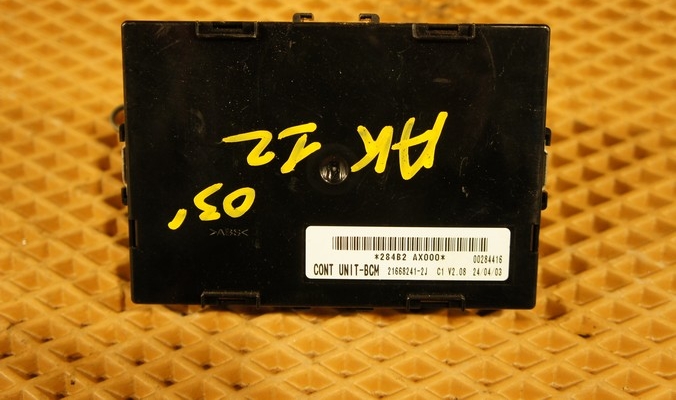 AK 12
03'
>ABS<
*284B2 AX000*
00284416
CONT UNIT-BCM 21668241-2J C1 V2.08 24/04/03